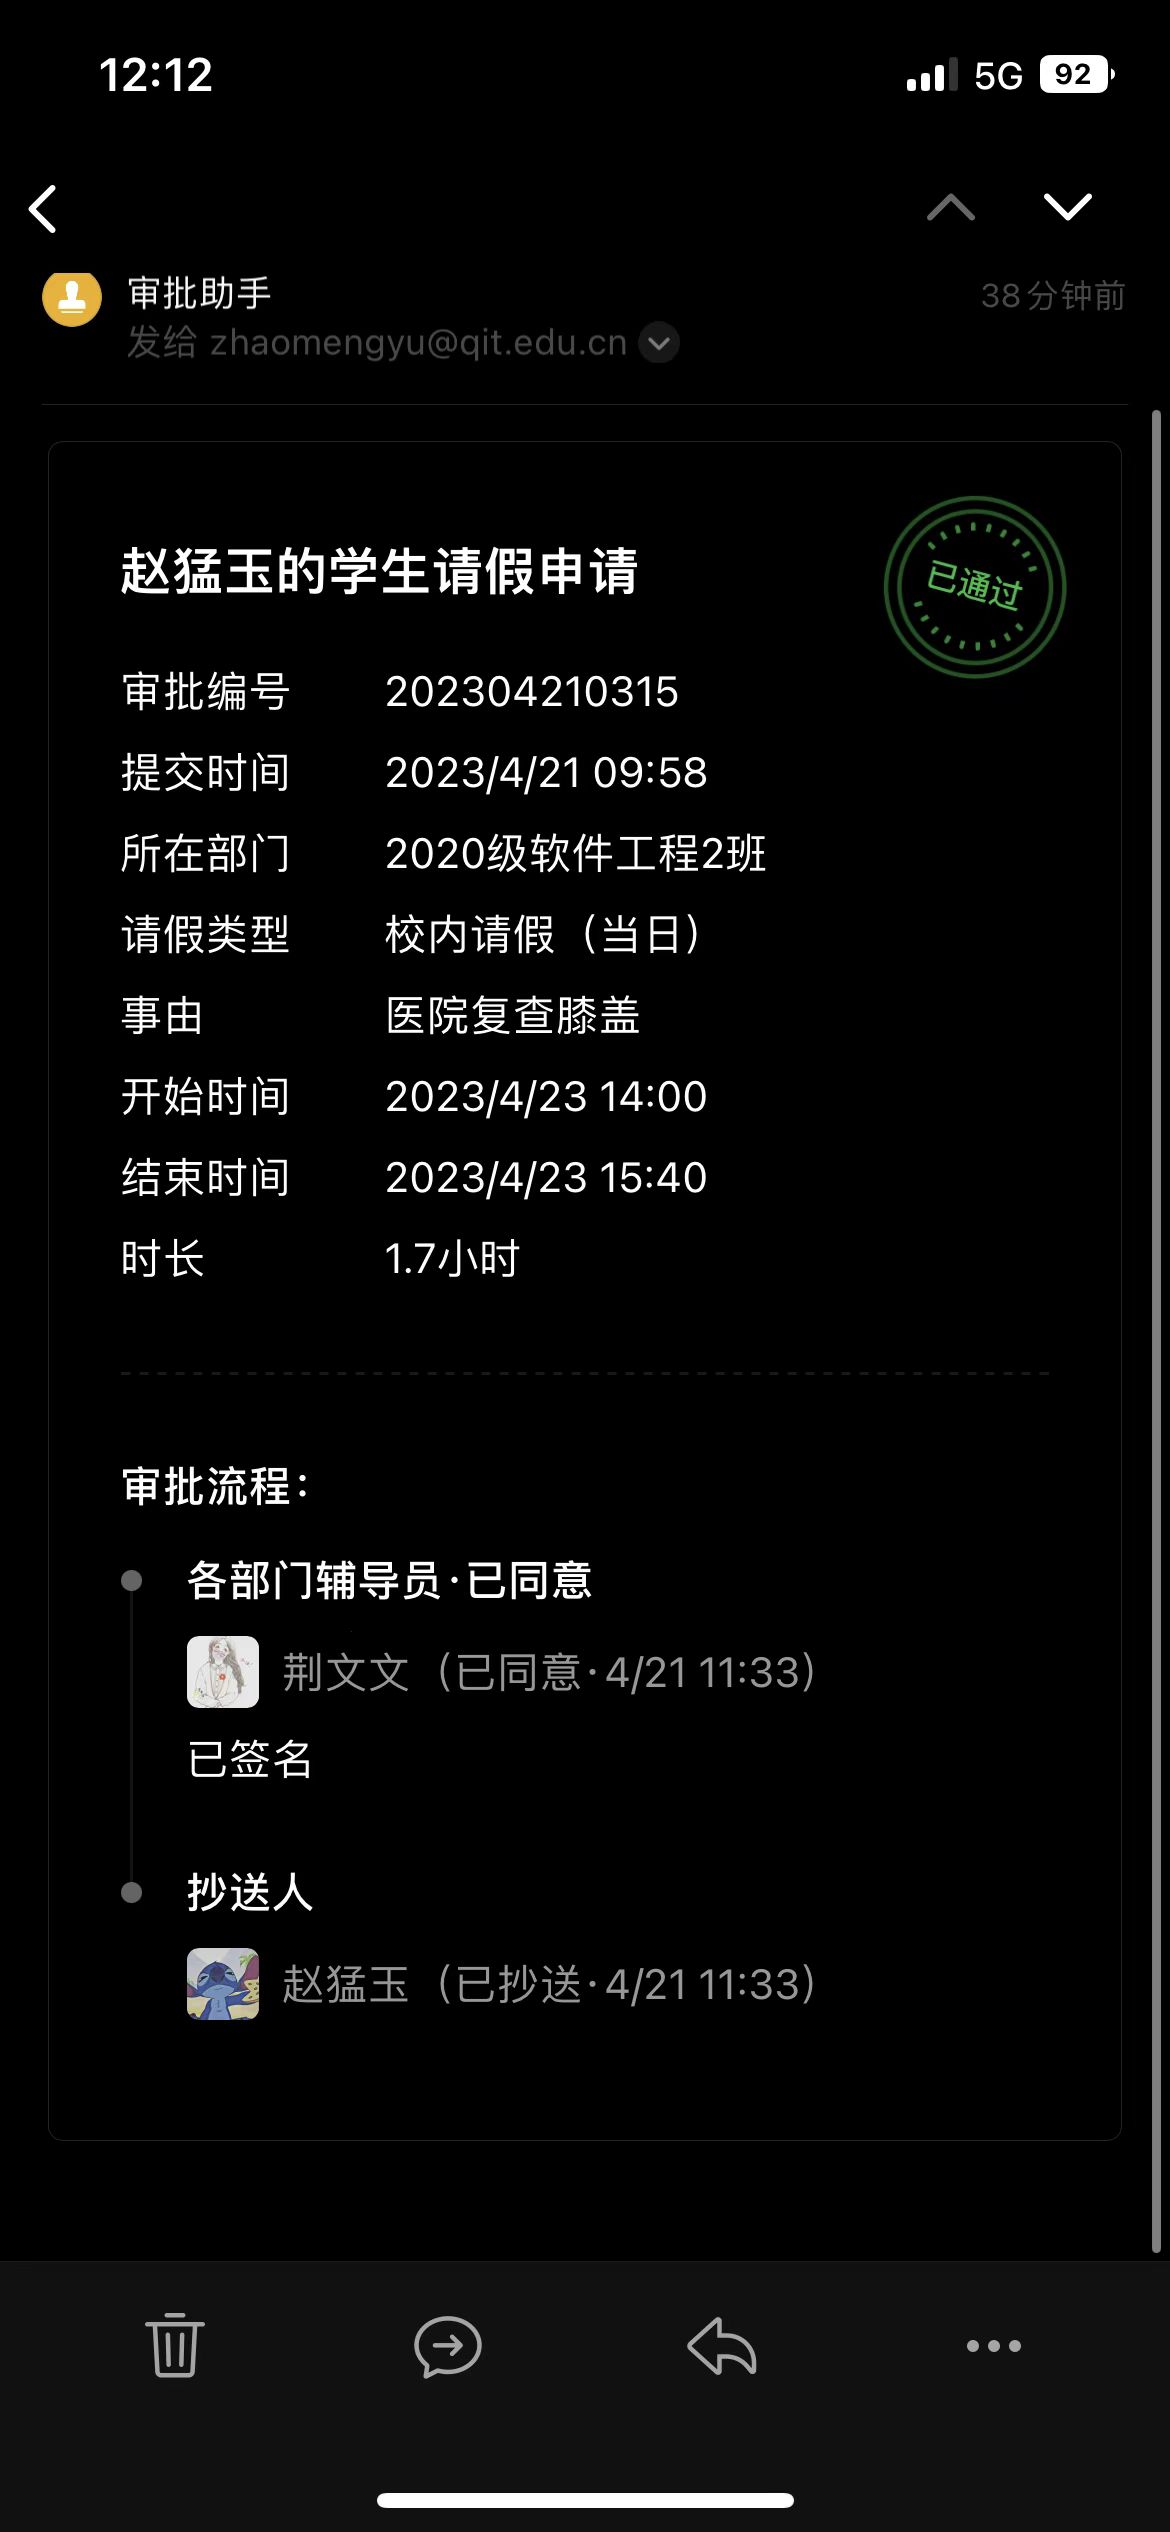 12:12
5G 92
审批助手
38分钟前
发给 zhaomengyu@qit.edu.cn
赵猛玉的学生请假申请
已通过
审批编号 202304210315
提交时间 2023/4/21 09:58
所在部门 2020级软件工程2班
请假类型 校内请假（当日）
事由 医院复查膝盖
开始时间 2023/4/23 14:00
结束时间 2023/4/23 15:40
时长 1.7小时
审批流程：
各部门辅导员·已同意
荆文文（已同意·4/21 11:33）
已签名
抄送人
赵猛玉（已抄送·4/21 11:33）